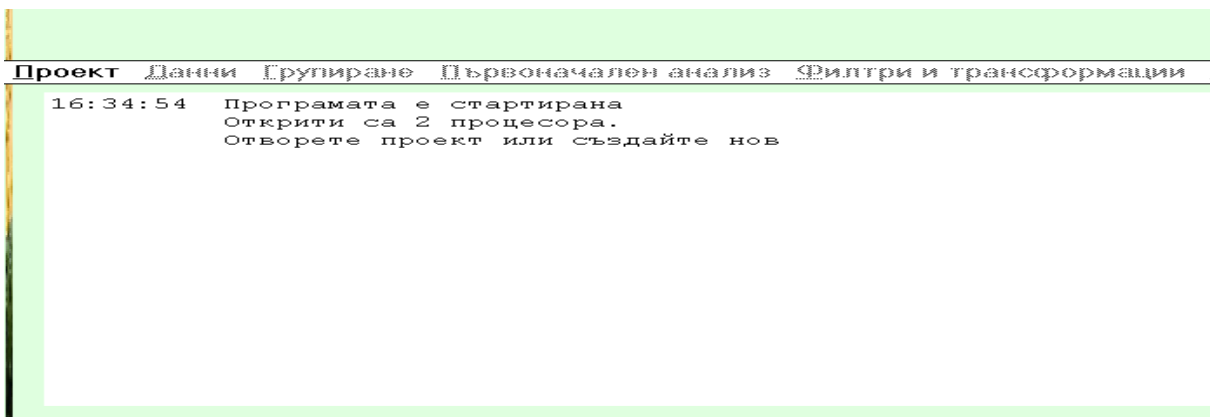 Проект Данни Групиране Първоначален анализ Филтри и трансформации
16:34:54 Програмата е стартирана
Открити са 2 процесора.
Отворете проект или създайте нов